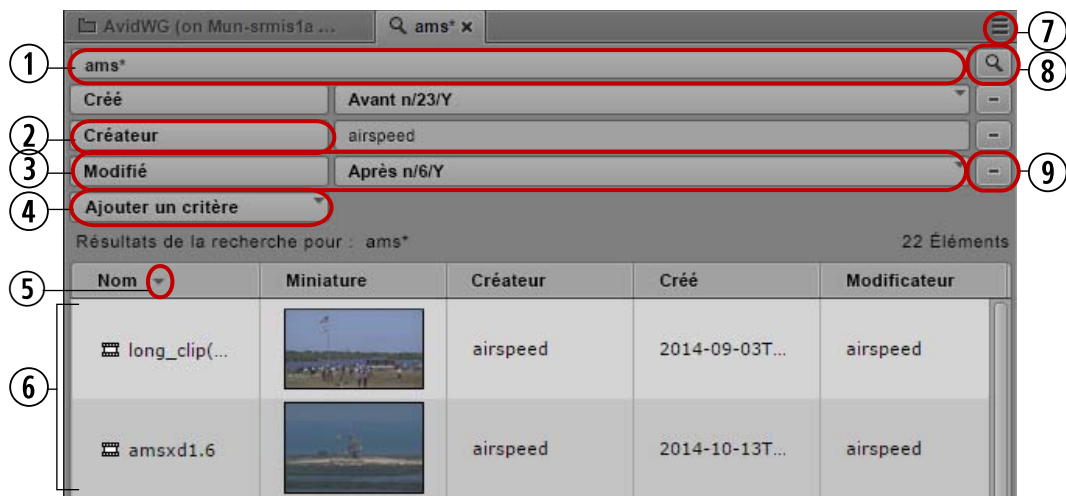 AvidWG (on Mun-srmis1a ... ams* x
7
1 ams* 8
Créé Avant n/23/Y −
2 Créateur airspeed −
3 Modifié Après n/6/Y − 9
4 Ajouter un critère
Résultats de la recherche pour : ams* 22 Éléments
5 Nom Miniature Créateur Créé Modificateur
6
long_clip(... airspeed 2014-09-03T... airspeed
amsxd1.6 airspeed 2014-10-13T... airspeed